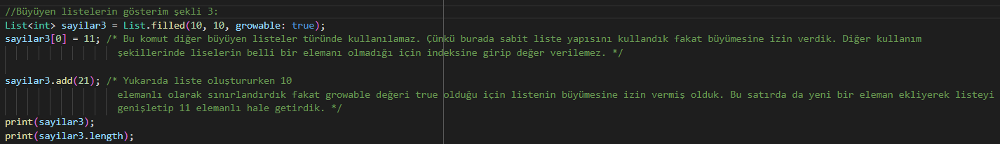 //Büyüyen listelerin gösterim şekli 3:
List<int> sayilar3 = List.filled(10, 10, growable: true);
sayilar3[0] = 11; /* Bu komut diğer büyüyen listeler türünde kullanılamaz. Çünkü burada sabit liste yapısını kullandık fakat büyümesine izin verdik. Diğer kullanım
şekillerinde liselerin belli bir elemanı olmadığı için indeksine girip değer verilemez. */
sayilar3.add(21); /* Yukarıda liste oluştururken 10
elemanlı olarak sınırlandırdık fakat growable değeri true olduğu için listenin büyümesine izin vermiş olduk. Bu satırda da yeni bir eleman ekliyerek listeyi
genişletip 11 elemanlı hale getirdik. */
print(sayilar3);
print(sayilar3.length);